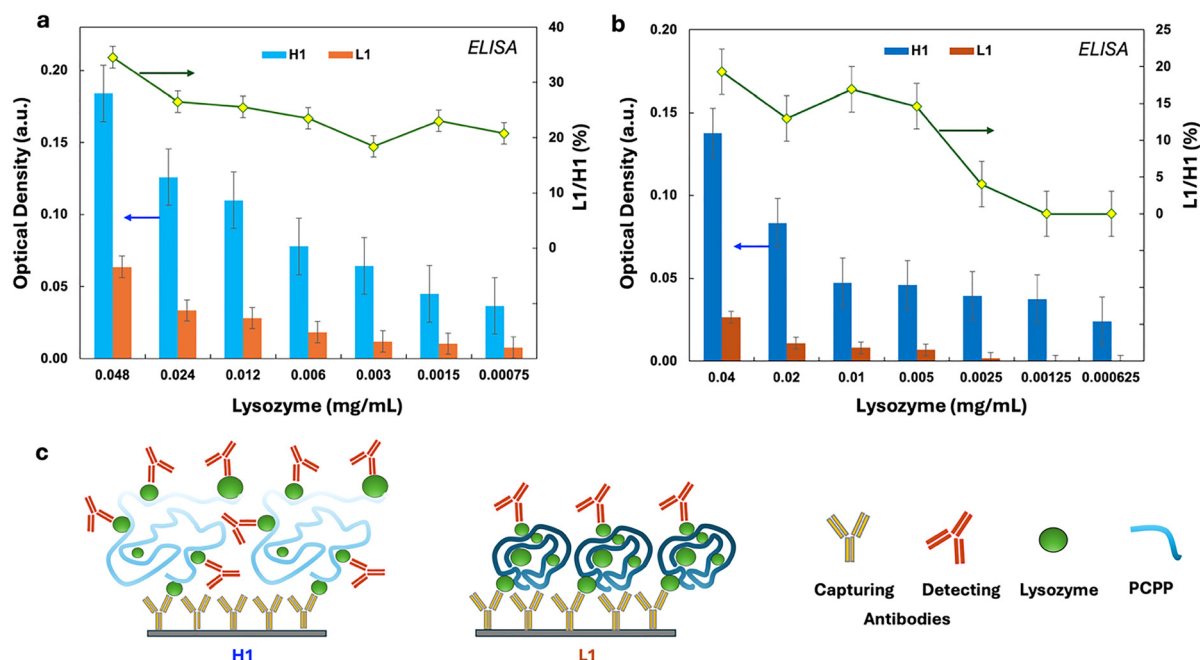 a
H1
L1
ELISA
Optical Density (a.u.)
0.20
0.15
0.10
0.05
0.00
40
30
20
10
0
L1/H1 (%)
0.048 0.024 0.012 0.006 0.003 0.0015 0.00075
Lysozyme (mg/mL)
b
H1
L1
ELISA
Optical Density (a.u.)
0.20
0.15
0.10
0.05
0.00
25
20
15
10
5
0
L1/H1 (%)
0.04 0.02 0.01 0.005 0.0025 0.00125 0.000625
Lysozyme (mg/mL)
c
H1
L1
Capturing Detecting Lysozyme PCPP
Antibodies